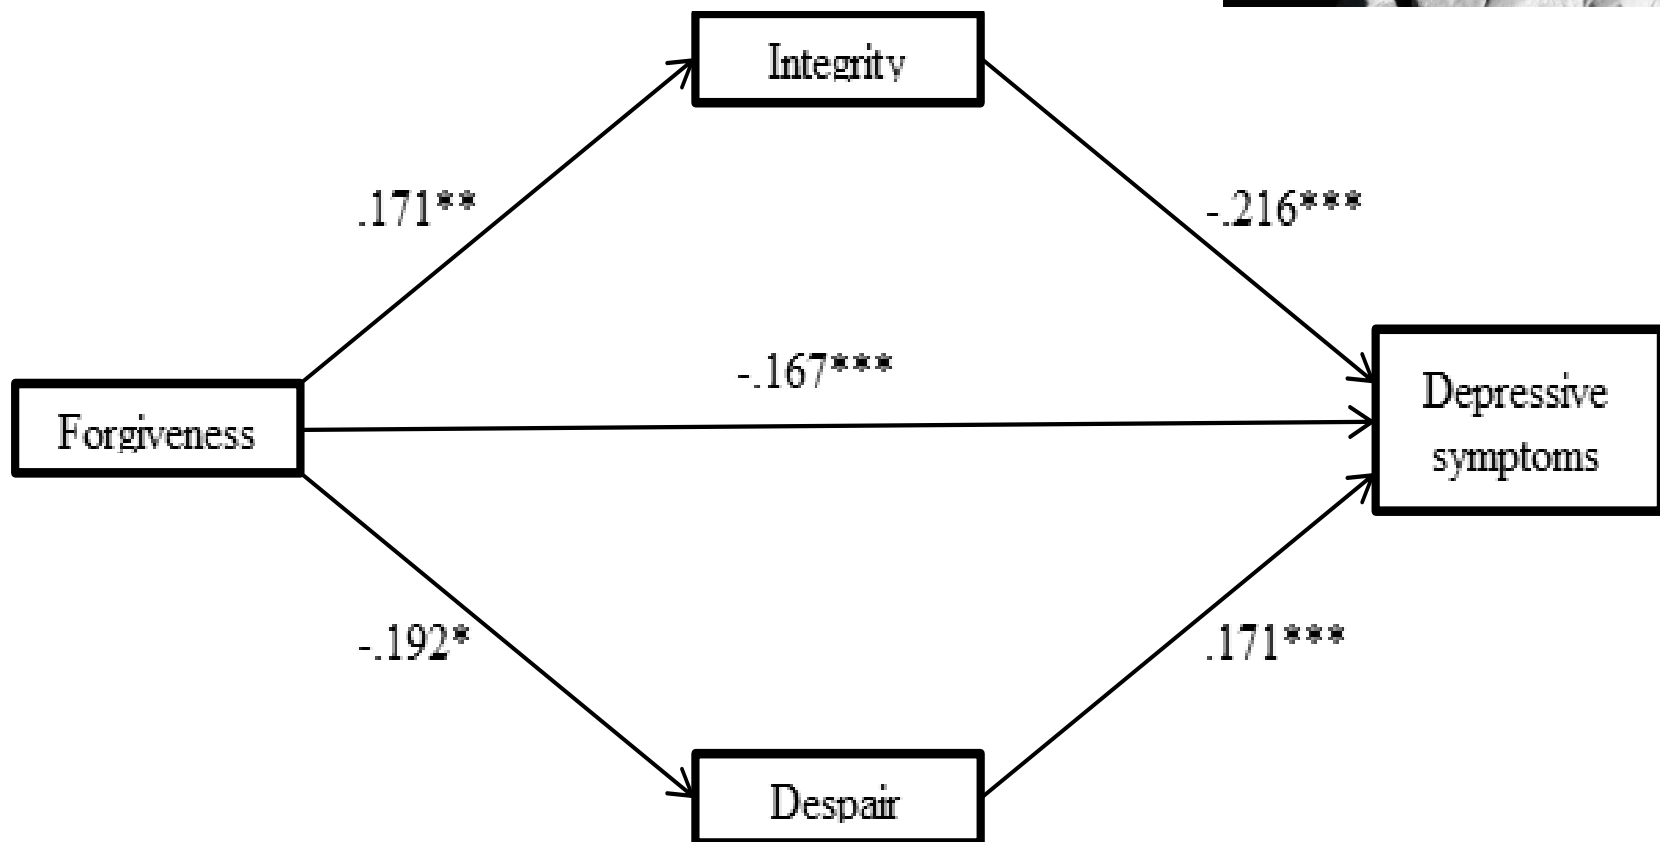 Integrity
.171**
-.216***
-.167***
Forgiveness
Depressive
symptoms
-.192*
.171***
Despair